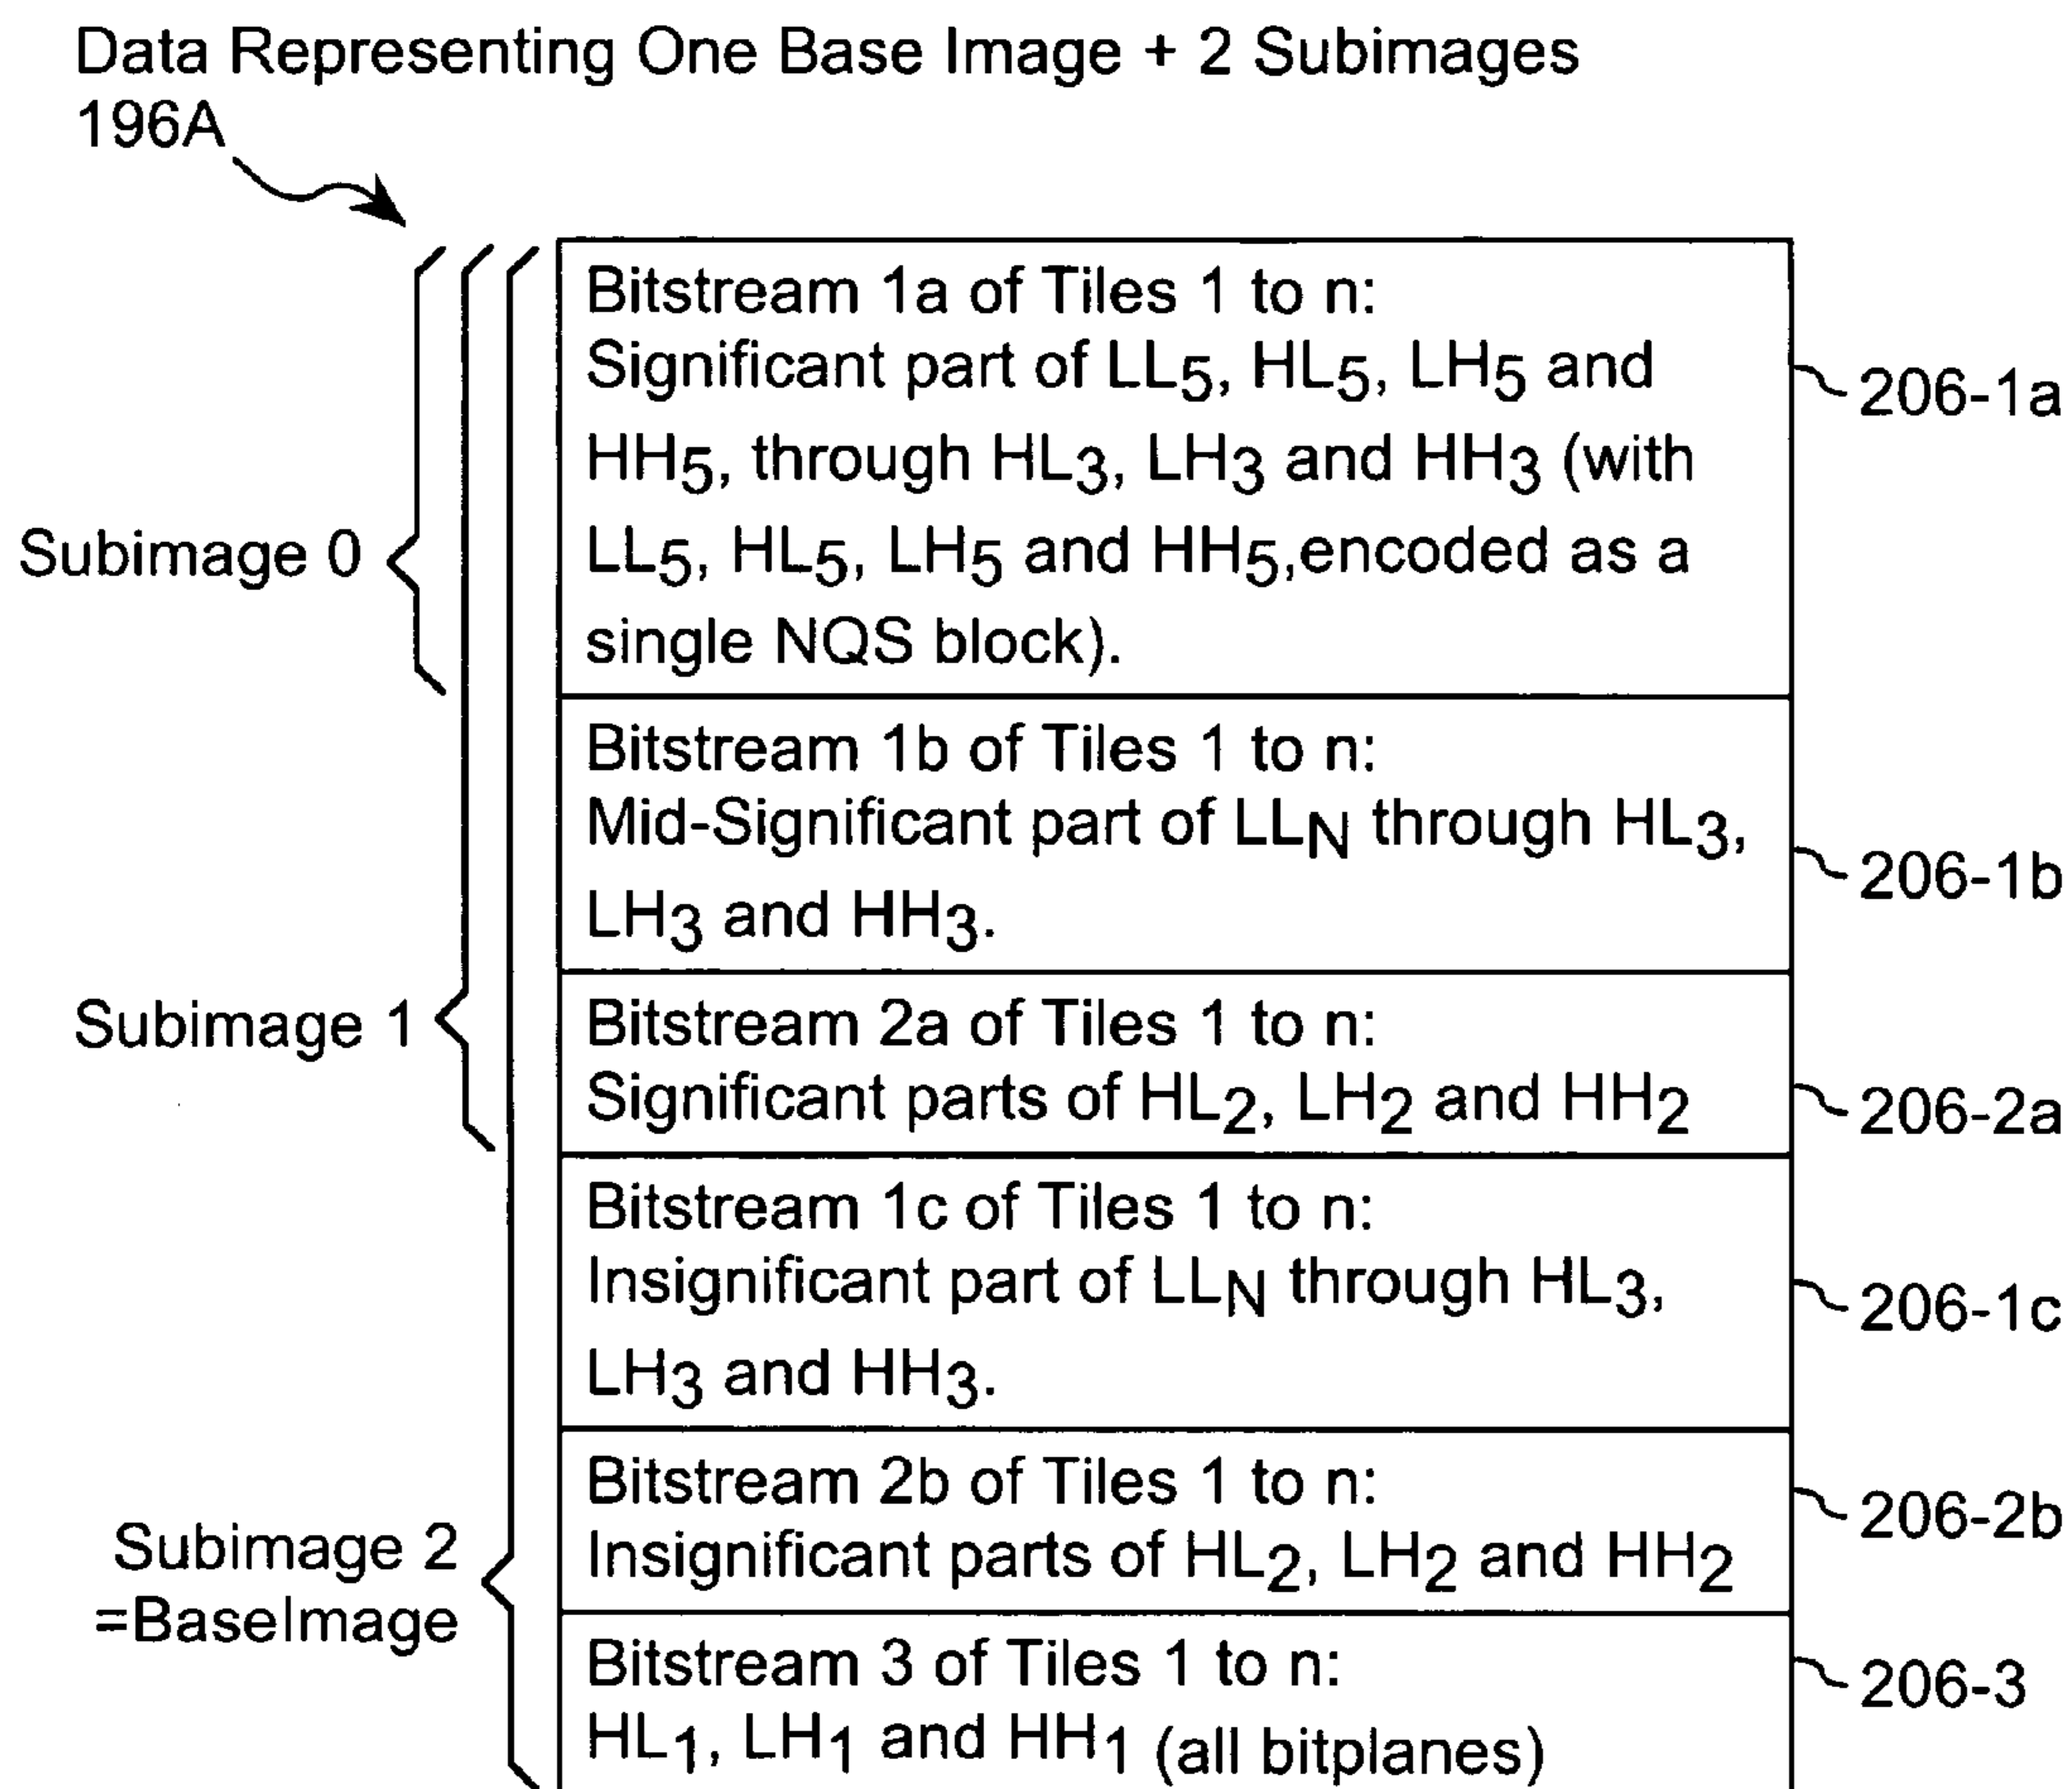 Data Representing One Base Image + 2 Subimages
196A
Subimage 0
Bitstream 1a of Tiles 1 to n:
Significant part of LL5, HL5, LH5 and
HH5, through HL3, LH3 and HH3 (with
LL5, HL5, LH5 and HH5,encoded as a
single NQS block).
206-1a
Bitstream 1b of Tiles 1 to n:
Mid-Significant part of LLN through HL3,
LH3 and HH3.
206-1b
Subimage 1
Bitstream 2a of Tiles 1 to n:
Significant parts of HL2, LH2 and HH2
206-2a
Bitstream 1c of Tiles 1 to n:
Insignificant part of LLN through HL3,
LH3 and HH3.
206-1c
Subimage 2
=BaseImage
Bitstream 2b of Tiles 1 to n:
Insignificant parts of HL2, LH2 and HH2
206-2b
Bitstream 3 of Tiles 1 to n:
HL1, LH1 and HH1 (all bitplanes)
206-3